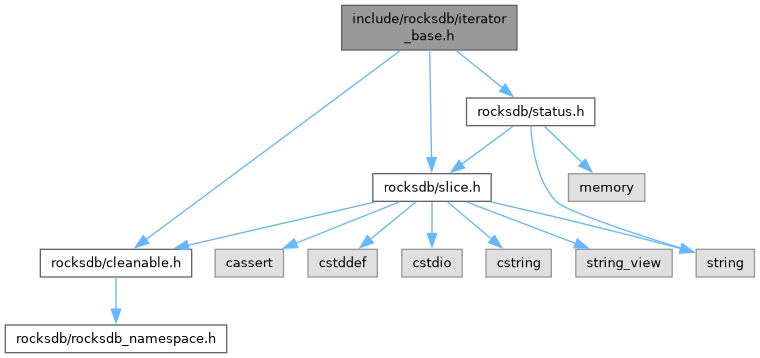 include/rocksdb/iterator
_base.h
rocksdb/status.h
rocksdb/slice.h
memory
rocksdb/cleanable.h
cassert
cstddef
cstdio
cstring
string_view
string
rocksdb/rocksdb_namespace.h